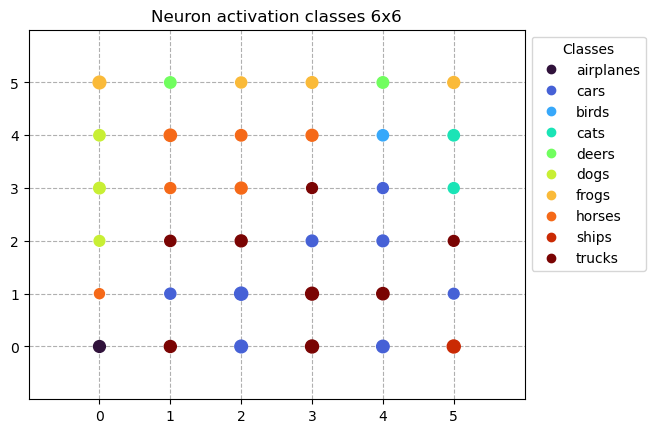 Neuron activation classes 6x6
Classes
airplanes
cars
birds
cats
deers
dogs
frogs
horses
ships
trucks
5
4
3
2
1
0
0 1 2 3 4 5